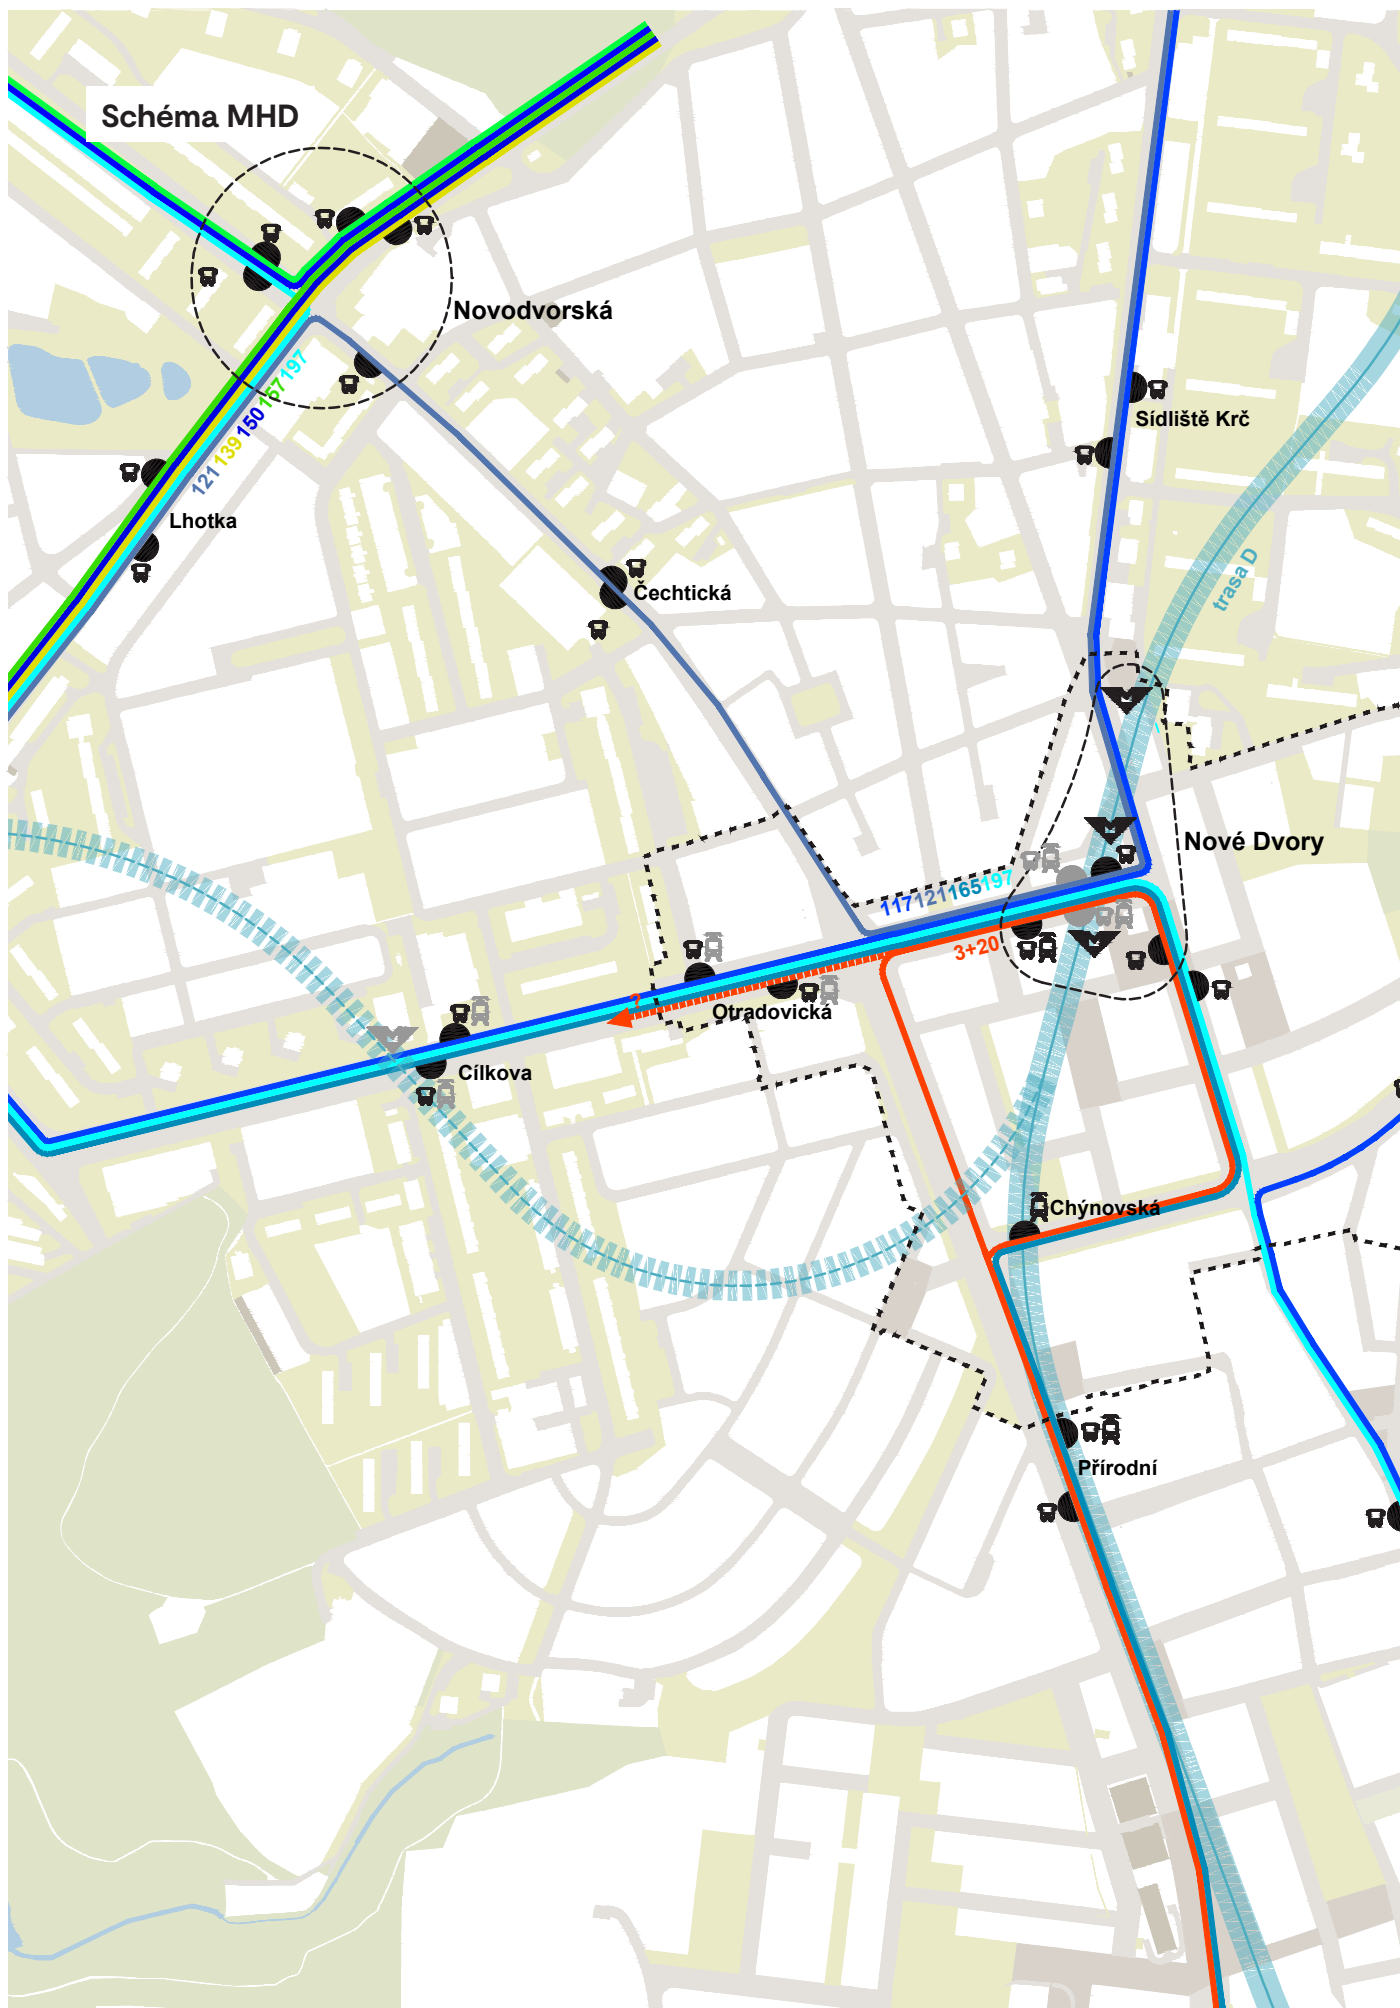 Schéma MHD
Novodvorská
121 139 150 157 197
Sídliště Krč
Lhotka
trasa D
Čechtická
Nové Dvory
117 121 165 197
3+20
?
Otradovická
Cílkova
Chýnovská
Přírodní